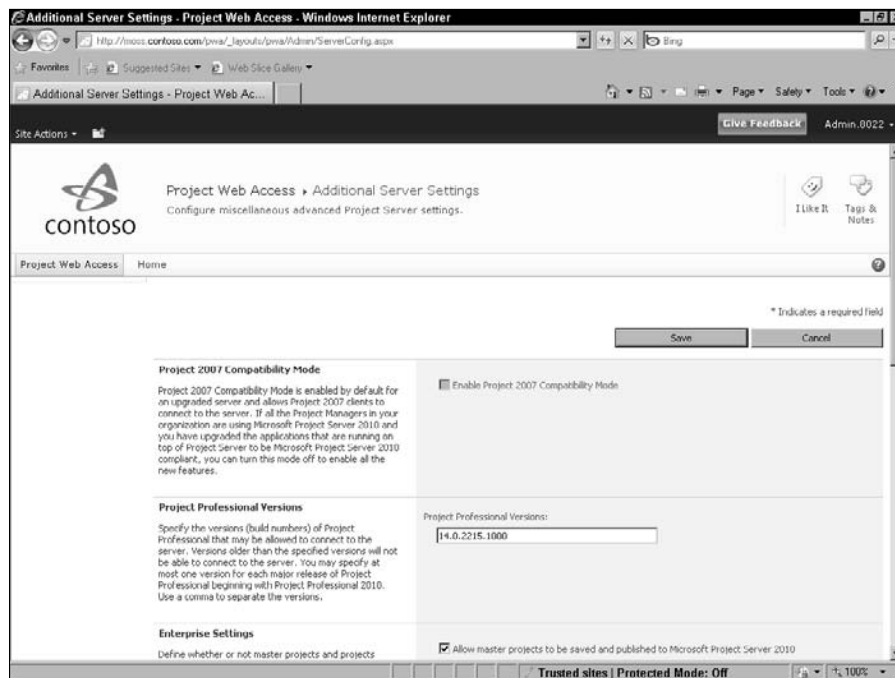 Additional Server Settings - Project Web Access - Windows Internet Explorer
http://moss.contoso.com/pwa/_layouts/pwa/Admin/ServerConfig.aspx
Bing
Favorites
Suggested Sites
Web Slice Gallery
Additional Server Settings - Project Web Ac...
Page
Safety
Tools
Site Actions
Give Feedback
Admin.0022
contoso
Project Web Access ▸ Additional Server Settings
Configure miscellaneous advanced Project Server settings.
I Like It
Tags & Notes
Project Web Access
Home
* Indicates a required field
Save
Cancel
Project 2007 Compatibility Mode
Project 2007 Compatibility Mode is enabled by default for
an upgraded server and allows Project 2007 clients to
connect to the server. If all the Project Managers in your
organization are using Microsoft Project Server 2010 and
you have upgraded the applications that are running on
top of Project Server to be Microsoft Project Server 2010
compliant, you can turn this mode off to enable all the
new features.
Enable Project 2007 Compatibility Mode
Project Professional Versions
Specify the versions (build numbers) of Project
Professional that may be allowed to connect to the
server. Versions older than the specified versions will not
be able to connect to the server. You may specify at
most one version for each major release of Project
Professional beginning with Project Professional 2010.
Use a comma to separate the versions.
Project Professional Versions:
14.0.2215.1000
Enterprise Settings
Define whether or not master projects and projects
Allow master projects to be saved and published to Microsoft Project Server 2010
Trusted sites | Protected Mode: Off
100%